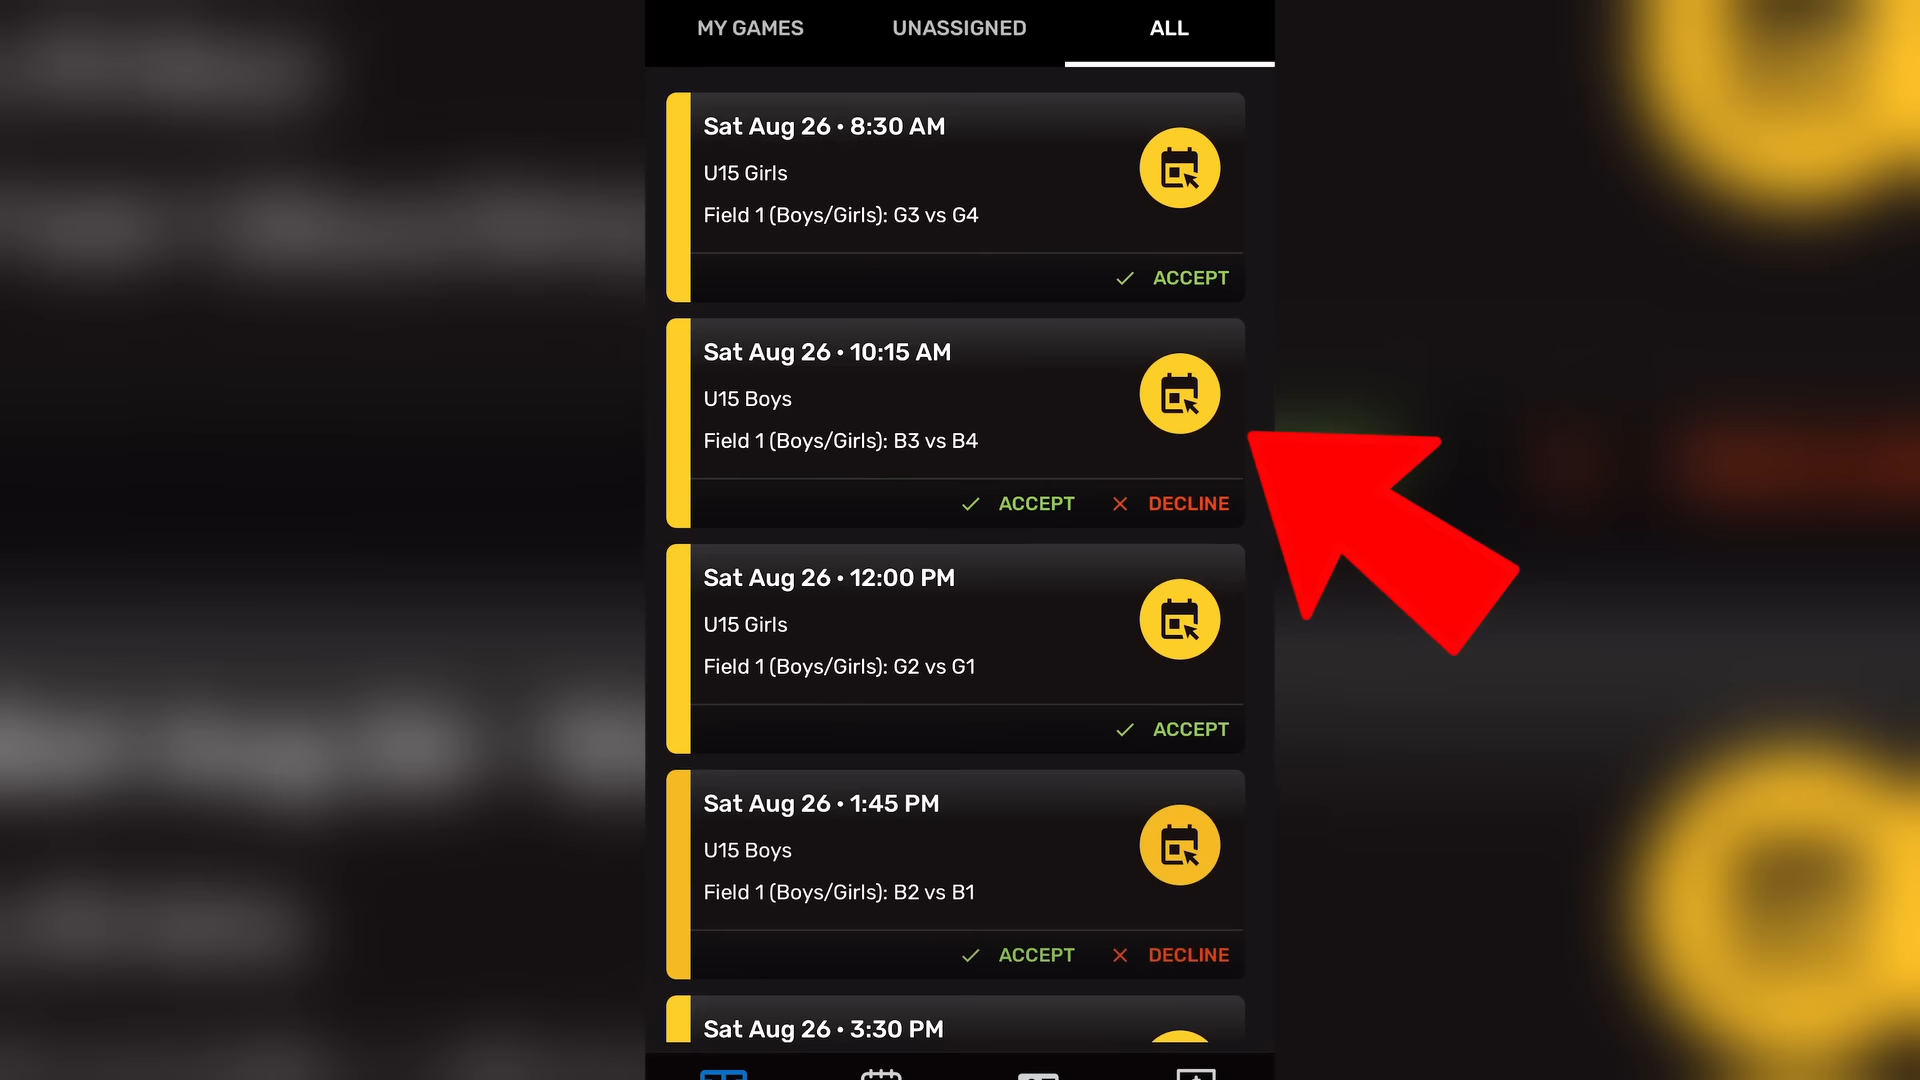 MY GAMES
UNASSIGNED
ALL
Sat Aug 26 • 8:30 AM
U15 Girls
Field 1 (Boys/Girls): G3 vs G4
ACCEPT
Sat Aug 26 • 10:15 AM
U15 Boys
Field 1 (Boys/Girls): B3 vs B4
ACCEPT
DECLINE
Sat Aug 26 • 12:00 PM
U15 Girls
Field 1 (Boys/Girls): G2 vs G1
ACCEPT
Sat Aug 26 • 1:45 PM
U15 Boys
Field 1 (Boys/Girls): B2 vs B1
ACCEPT
DECLINE
Sat Aug 26 • 3:30 PM